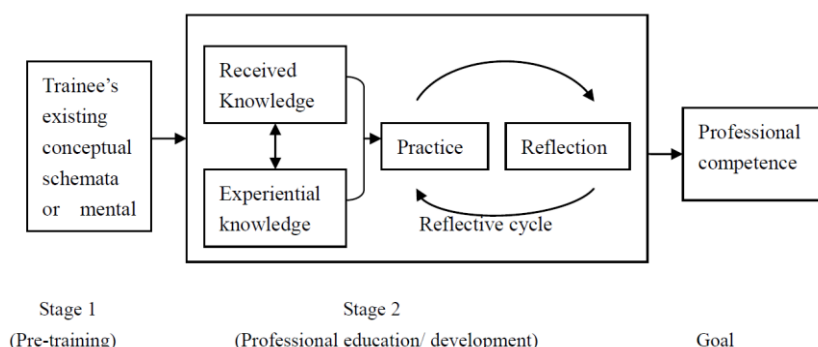 Trainee's
existing
conceptual
schemata
or mental
Received
Knowledge
Experiential
knowledge
Practice
Reflection
Reflective cycle
Professional
competence
Stage 1
(Pre-training)
Stage 2
(Professional education/ development)
Goal